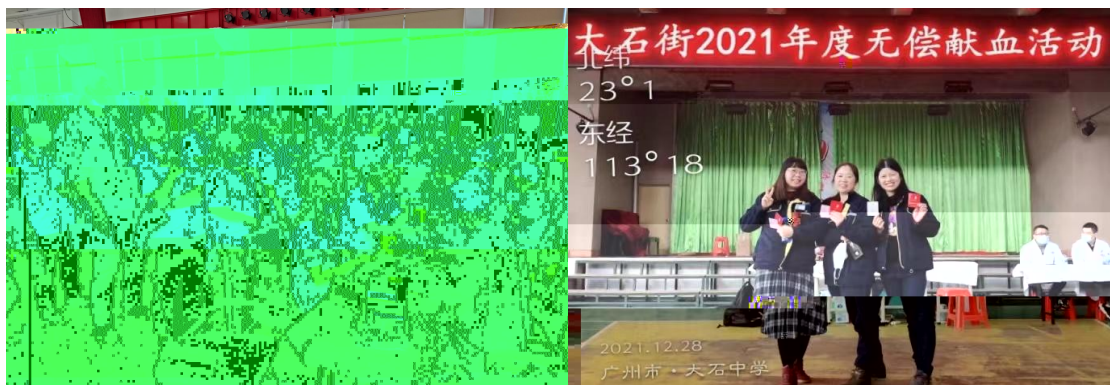 大石街2021年度无偿献血活动
北纬
23°1
东经
113°18
2021.12.28
广州市·大石中学